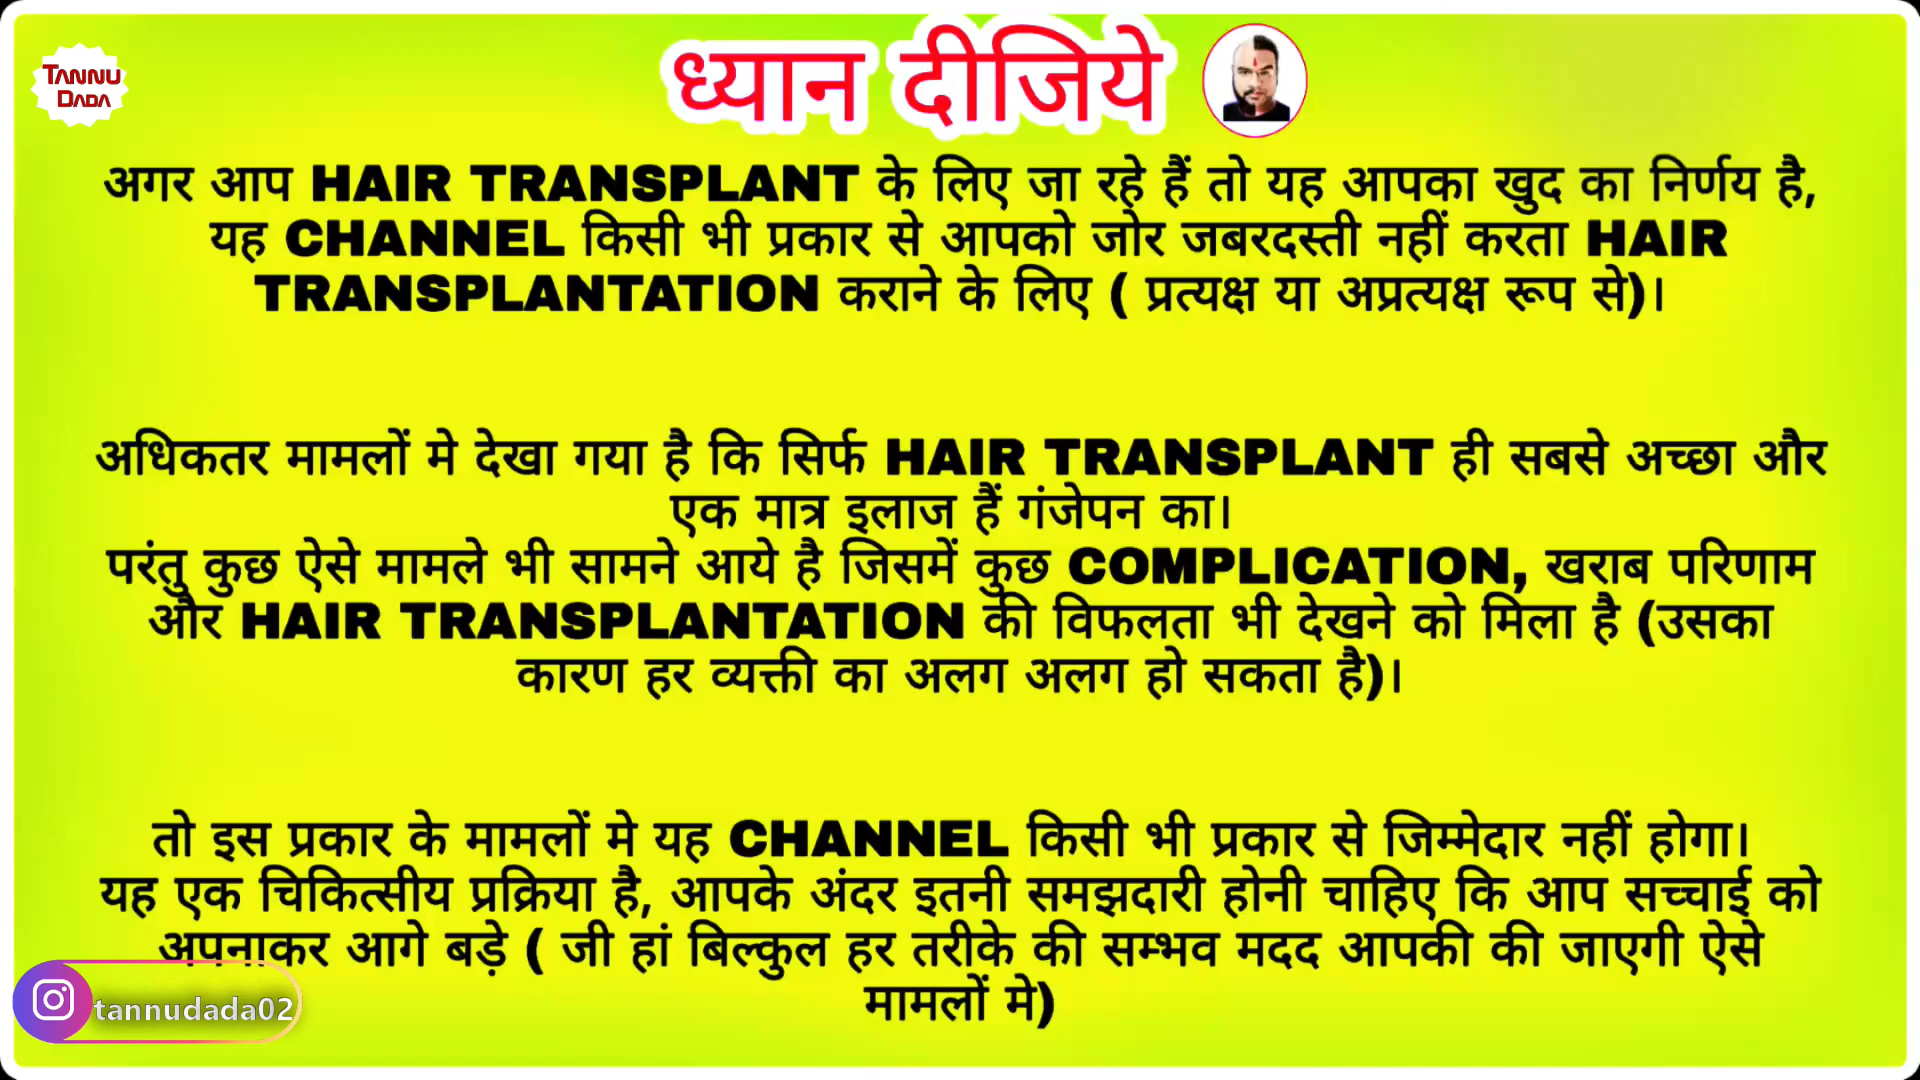 TANNU
DADA
ध्यान दीजिये
अगर आप HAIR TRANSPLANT के लिए जा रहे हैं तो यह आपका खुद का निर्णय है,
यह CHANNEL किसी भी प्रकार से आपको जोर जबरदस्ती नहीं करता HAIR
TRANSPLANTATION कराने के लिए ( प्रत्यक्ष या अप्रत्यक्ष रूप से)।
अधिकतर मामलों मे देखा गया है कि सिर्फ HAIR TRANSPLANT ही सबसे अच्छा और
एक मात्र इलाज हैं गंजेपन का।
परंतु कुछ ऐसे मामले भी सामने आये है जिसमें कुछ COMPLICATION, खराब परिणाम
और HAIR TRANSPLANTATION की विफलता भी देखने को मिला है (उसका
कारण हर व्यक्ती का अलग अलग हो सकता है)।
तो इस प्रकार के मामलों मे यह CHANNEL किसी भी प्रकार से जिम्मेदार नहीं होगा।
यह एक चिकित्सीय प्रक्रिया है, आपके अंदर इतनी समझदारी होनी चाहिए कि आप सच्चाई को
अपनाकर आगे बड़े ( जी हां बिल्कुल हर तरीके की सम्भव मदद आपकी की जाएगी ऐसे
मामलों मे)
tannudada02